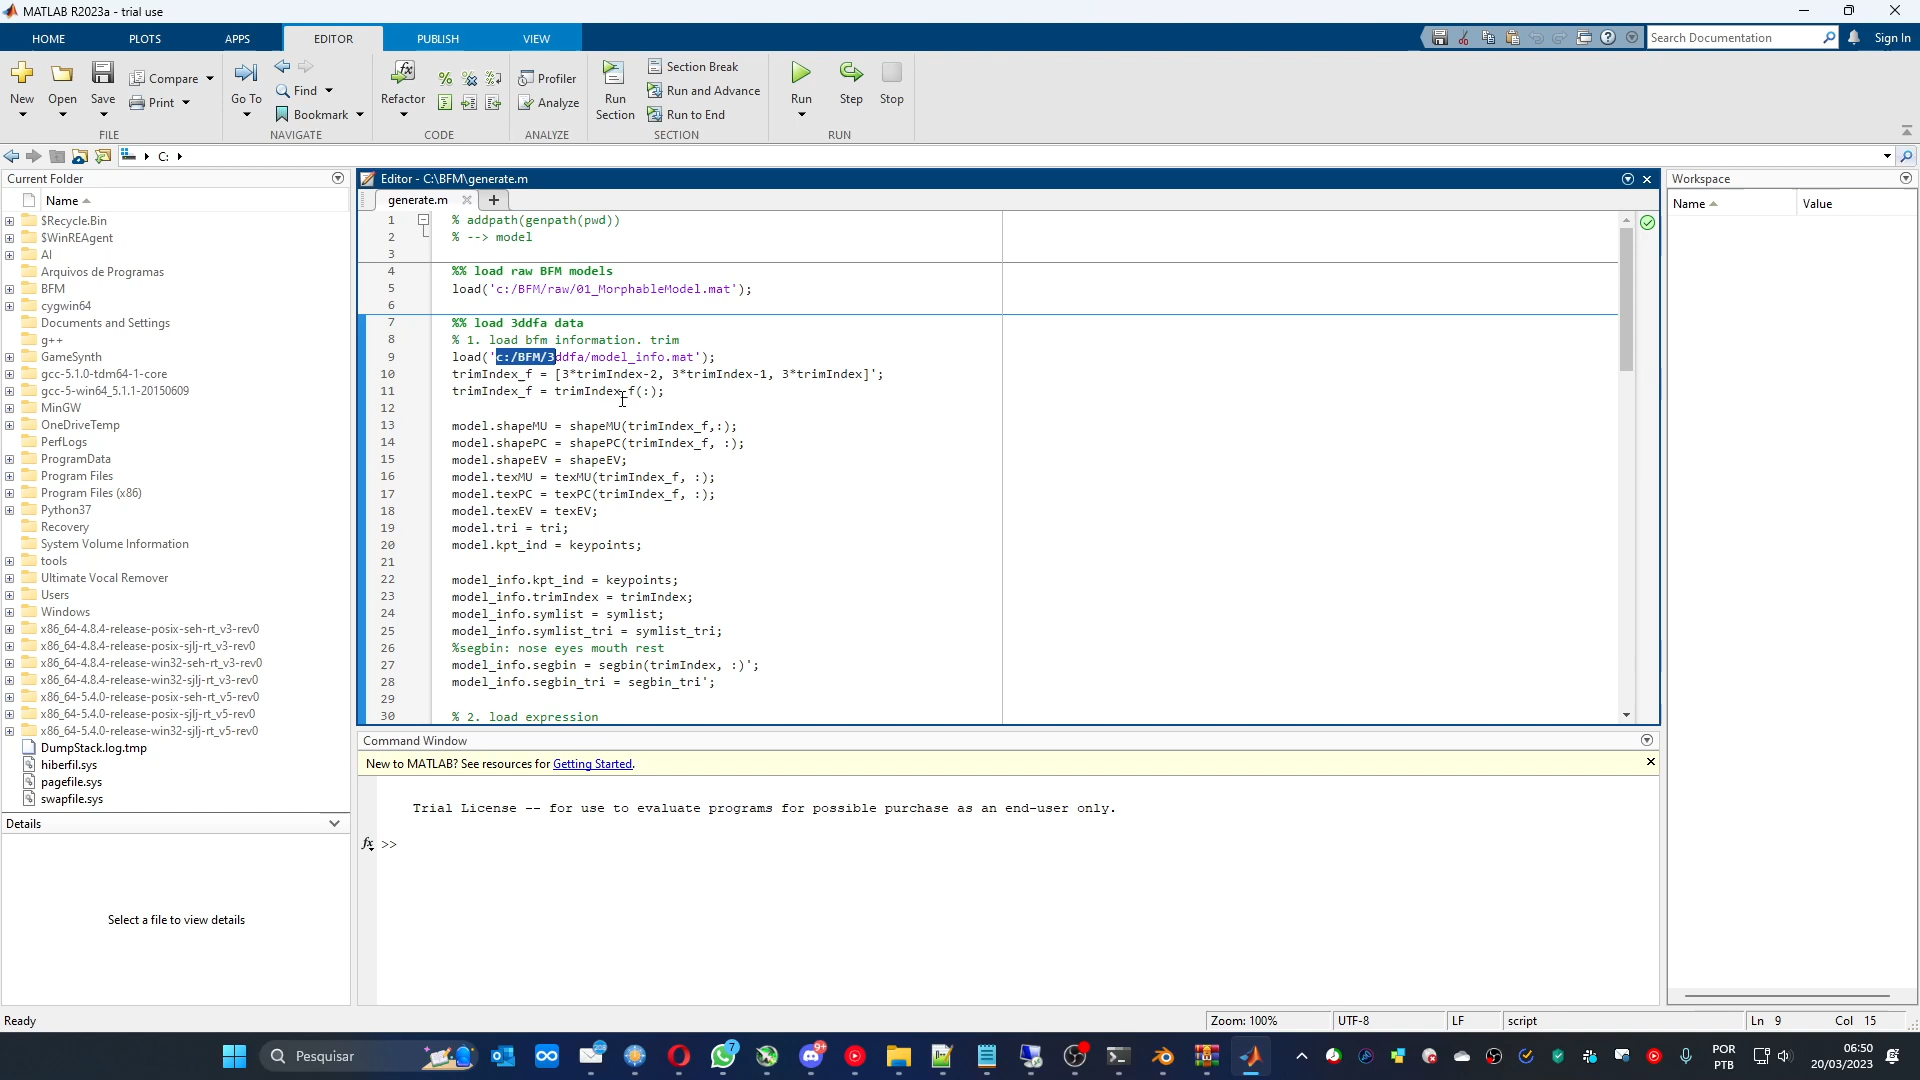 MATLAB R2023a - trial use
HOME PLOTS APPS EDITOR PUBLISH VIEW
Search Documentation
Sign In
New Open Save Compare Print
FILE
Go To Find Bookmark
NAVIGATE
Refactor
CODE
Profiler
Analyze
ANALYZE
Run Section
Section Break
Run and Advance
Run to End
SECTION
Run Step Stop
RUN
C:
Current Folder
Name
$Recycle.Bin
$WinREAgent
AI
Arquivos de Programas
BFM
cygwin64
Documents and Settings
g++
GameSynth
gcc-5.1.0-tdm64-1-core
gcc-5-win64_5.1.1-20150609
MinGW
OneDriveTemp
PerfLogs
ProgramData
Program Files
Program Files (x86)
Python37
Recovery
System Volume Information
tools
Ultimate Vocal Remover
Users
Windows
x86_64-4.8.4-release-posix-seh-rt_v3-rev0
x86_64-4.8.4-release-posix-sjlj-rt_v3-rev0
x86_64-4.8.4-release-win32-seh-rt_v3-rev0
x86_64-4.8.4-release-win32-sjlj-rt_v3-rev0
x86_64-5.4.0-release-posix-seh-rt_v5-rev0
x86_64-5.4.0-release-posix-sjlj-rt_v5-rev0
x86_64-5.4.0-release-win32-sjlj-rt_v5-rev0
DumpStack.log.tmp
hiberfil.sys
pagefile.sys
swapfile.sys
Details
Select a file to view details
Editor - C:\BFM\generate.m
generate.m
1 % addpath(genpath(pwd))
2 % --> model
3
4 %% load raw BFM models
5 load('c:/BFM/raw/01_MorphableModel.mat');
6
7 %% load 3ddfa data
8 % 1. load bfm information. trim
9 load('c:/BFM/3ddfa/model_info.mat');
10 trimIndex_f = [3*trimIndex-2, 3*trimIndex-1, 3*trimIndex]';
11 trimIndex_f = trimIndex_f(:);
12
13 model.shapeMU = shapeMU(trimIndex_f,:);
14 model.shapePC = shapePC(trimIndex_f, :);
15 model.shapeEV = shapeEV;
16 model.texMU = texMU(trimIndex_f, :);
17 model.texPC = texPC(trimIndex_f, :);
18 model.texEV = texEV;
19 model.tri = tri;
20 model.kpt_ind = keypoints;
21
22 model_info.kpt_ind = keypoints;
23 model_info.trimIndex = trimIndex;
24 model_info.symlist = symlist;
25 model_info.symlist_tri = symlist_tri;
26 %segbin: nose eyes mouth rest
27 model_info.segbin = segbin(trimIndex, :)';
28 model_info.segbin_tri = segbin_tri';
29
30 % 2. load expression
Command Window
New to MATLAB? See resources for Getting Started.
Trial License -- for use to evaluate programs for possible purchase as an end-user only.
fx >>
Workspace
Name Value
Ready
Zoom: 100% UTF-8 LF script Ln 9 Col 15
Pesquisar
7
9+
POR
PTB
06:50
20/03/2023